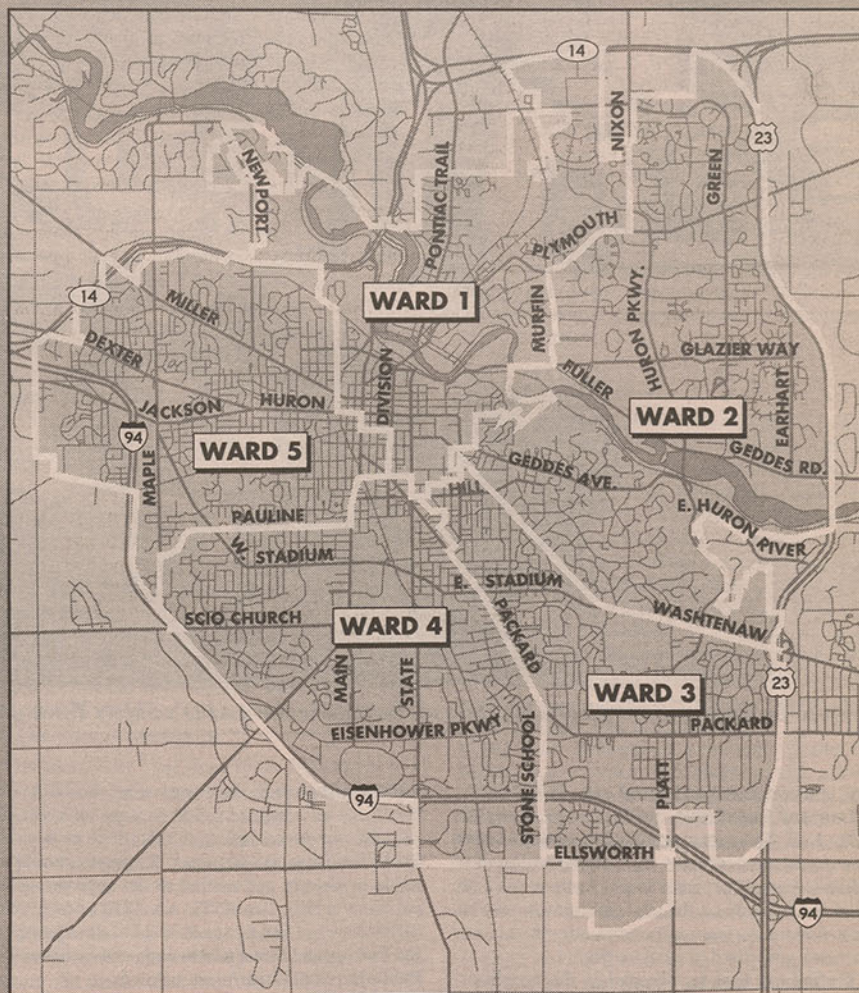 14
NIXON
23
NEWPORT
PONTIAC TRAIL
GREEN
PLYMOUTH
14
WARD 1
MURFIN
HURON PKWY.
MILLER
DEXTER
DIVISION
GLAZIER WAY
FULLER
JACKSON
HURON
EARHART
94
WARD 2
WARD 5
MAPLE
GEDDES AVE.
GEDDES RD.
HILL
PAULINE
E. HURON RIVER
W. STADIUM
E. STADIUM
SCIO CHURCH
WARD 4
PACKARD
WASHTENAW
MAIN
STATE
WARD 3
23
EISENHOWER PKWY
STONE SCHOOL
PACKARD
PLATT
94
ELLSWORTH
94